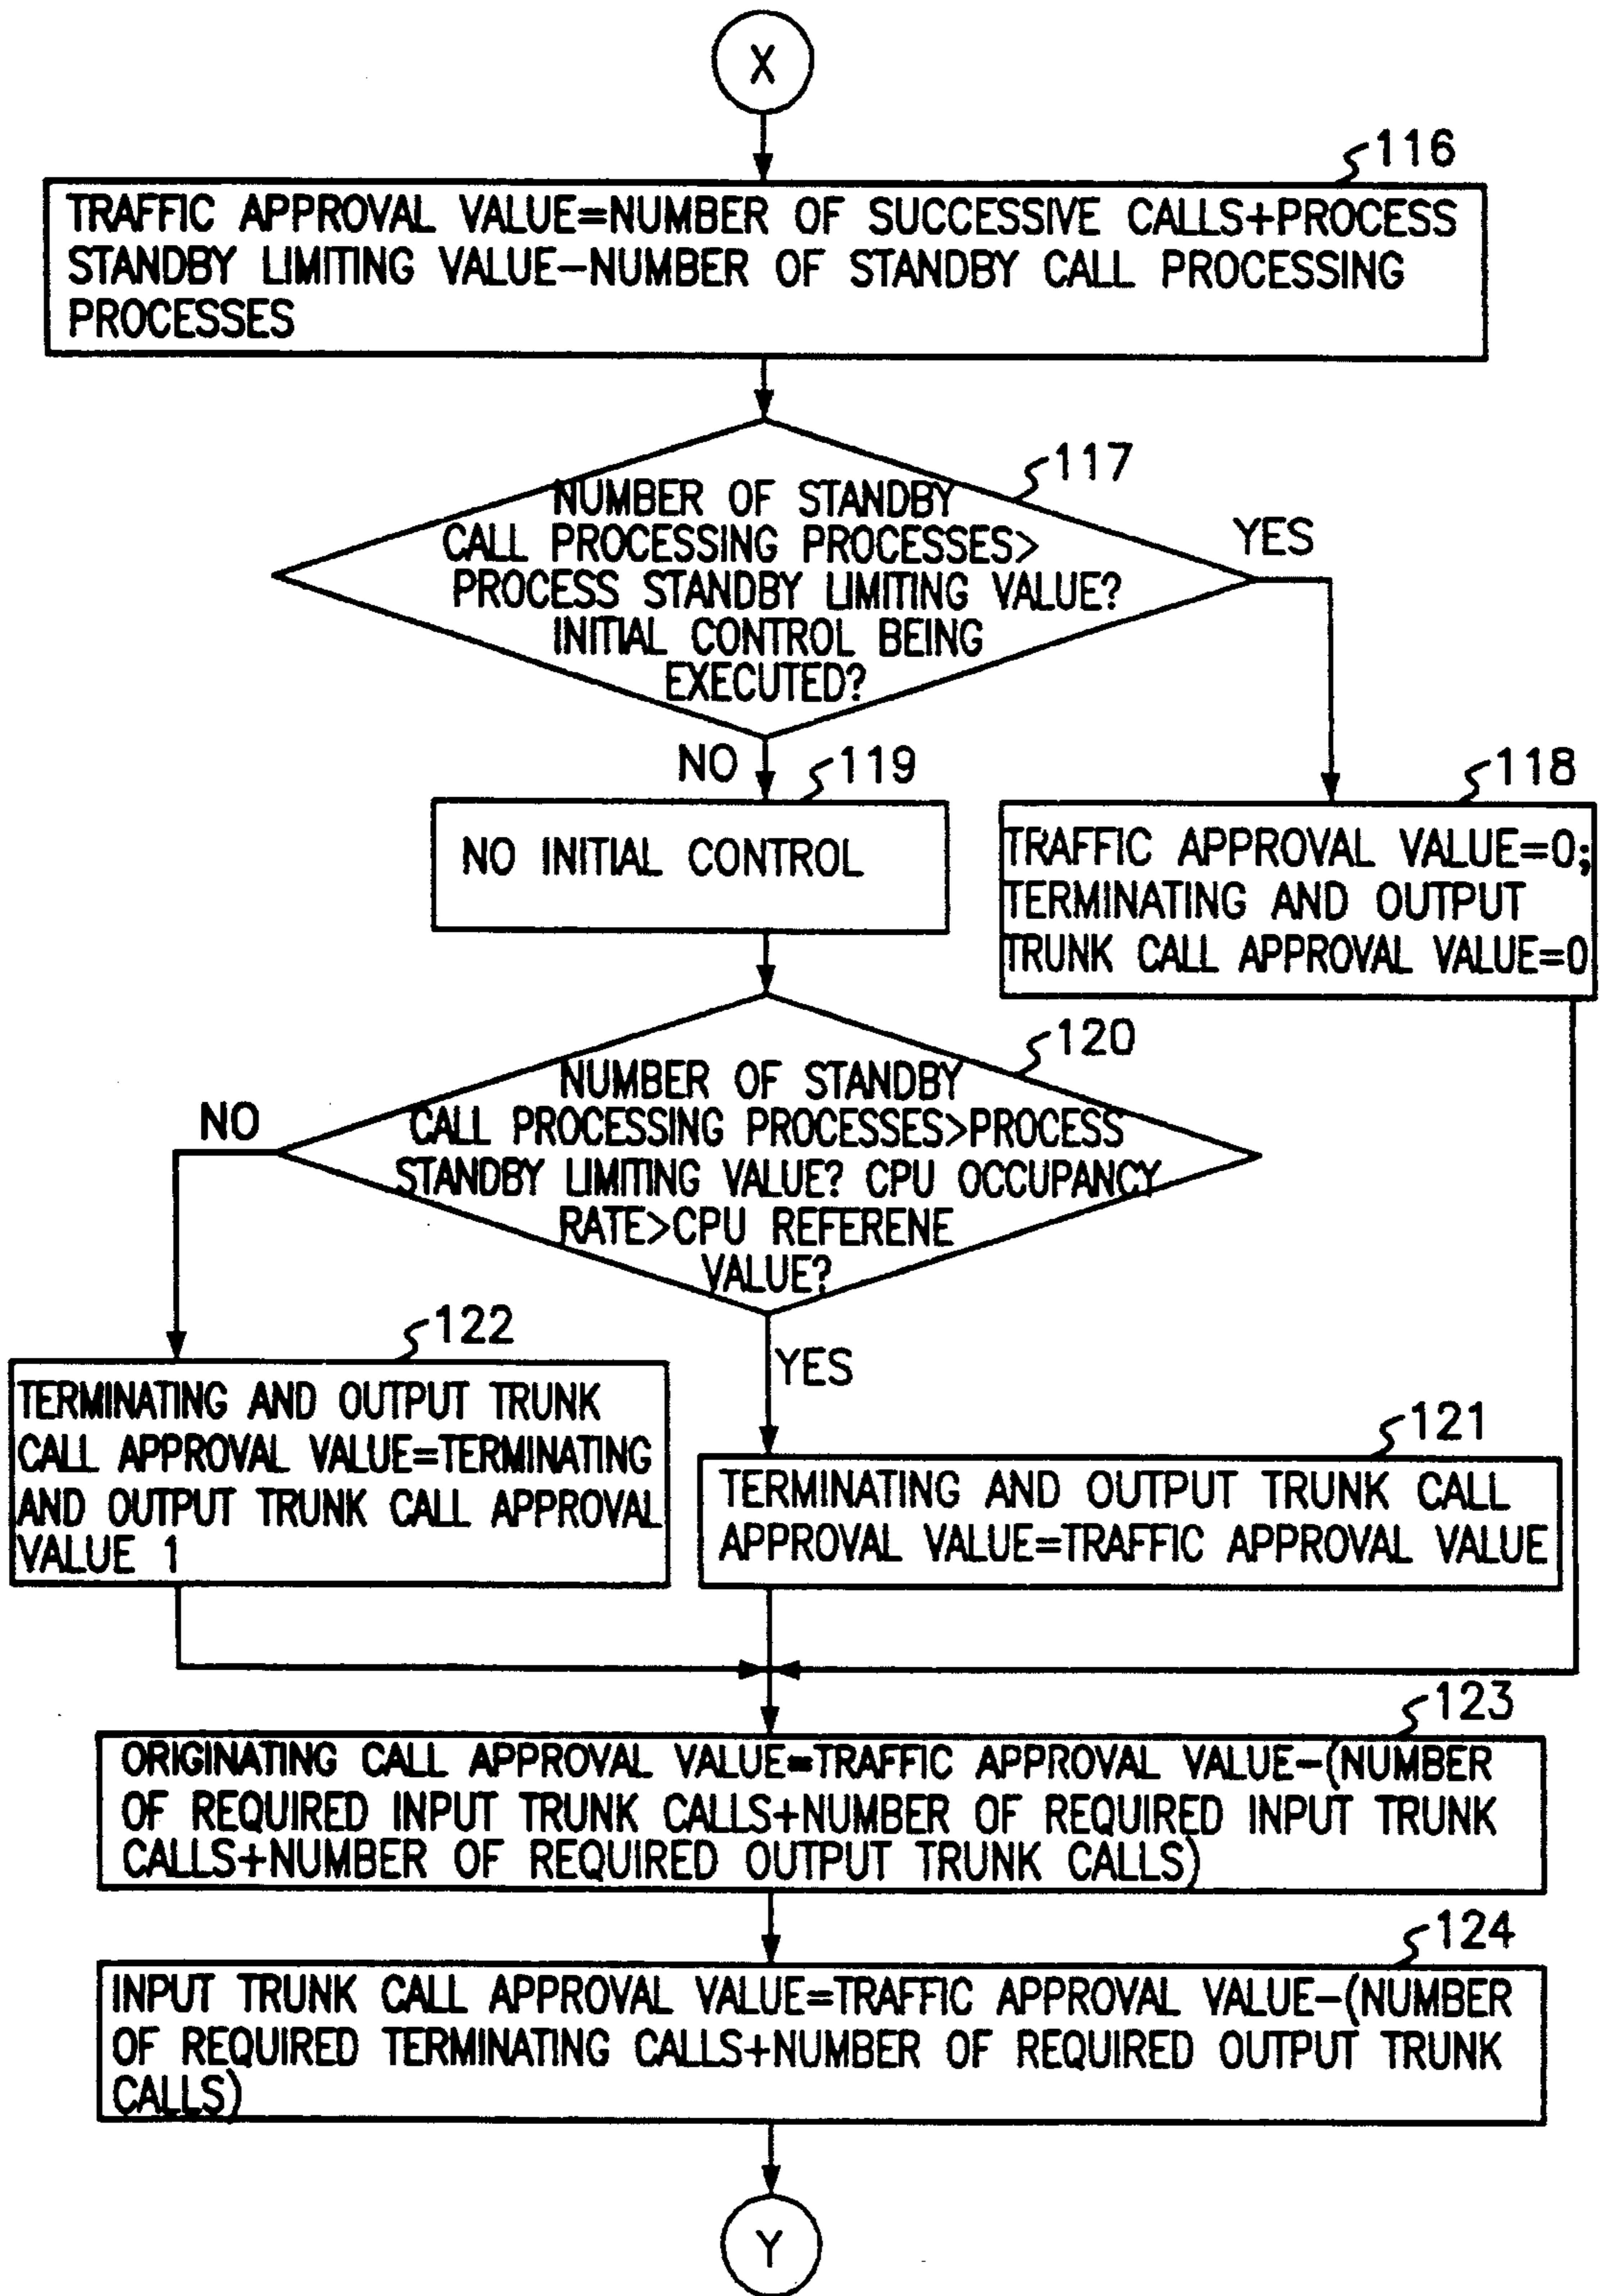 X
116
TRAFFIC APPROVAL VALUE=NUMBER OF SUCCESSIVE CALLS+PROCESS
STANDBY LIMITING VALUE-NUMBER OF STANDBY CALL PROCESSING
PROCESSES
117
NUMBER OF STANDBY
CALL PROCESSING PROCESSES>
PROCESS STANDBY LIMITING VALUE?
INITIAL CONTROL BEING
EXECUTED?
YES
NO
119
NO INITIAL CONTROL
118
TRAFFIC APPROVAL VALUE=0;
TERMINATING AND OUTPUT
TRUNK CALL APPROVAL VALUE=0
120
NUMBER OF STANDBY
CALL PROCESSING PROCESSES>PROCESS
STANDBY LIMITING VALUE? CPU OCCUPANCY
RATE>CPU REFERENE
VALUE?
NO
YES
122
TERMINATING AND OUTPUT TRUNK
CALL APPROVAL VALUE=TERMINATING
AND OUTPUT TRUNK CALL APPROVAL
VALUE 1
121
TERMINATING AND OUTPUT TRUNK CALL
APPROVAL VALUE=TRAFFIC APPROVAL VALUE
123
ORIGINATING CALL APPROVAL VALUE=TRAFFIC APPROVAL VALUE-(NUMBER
OF REQUIRED INPUT TRUNK CALLS+NUMBER OF REQUIRED INPUT TRUNK
CALLS+NUMBER OF REQUIRED OUTPUT TRUNK CALLS)
124
INPUT TRUNK CALL APPROVAL VALUE=TRAFFIC APPROVAL VALUE-(NUMBER
OF REQUIRED TERMINATING CALLS+NUMBER OF REQUIRED OUTPUT TRUNK
CALLS)
Y